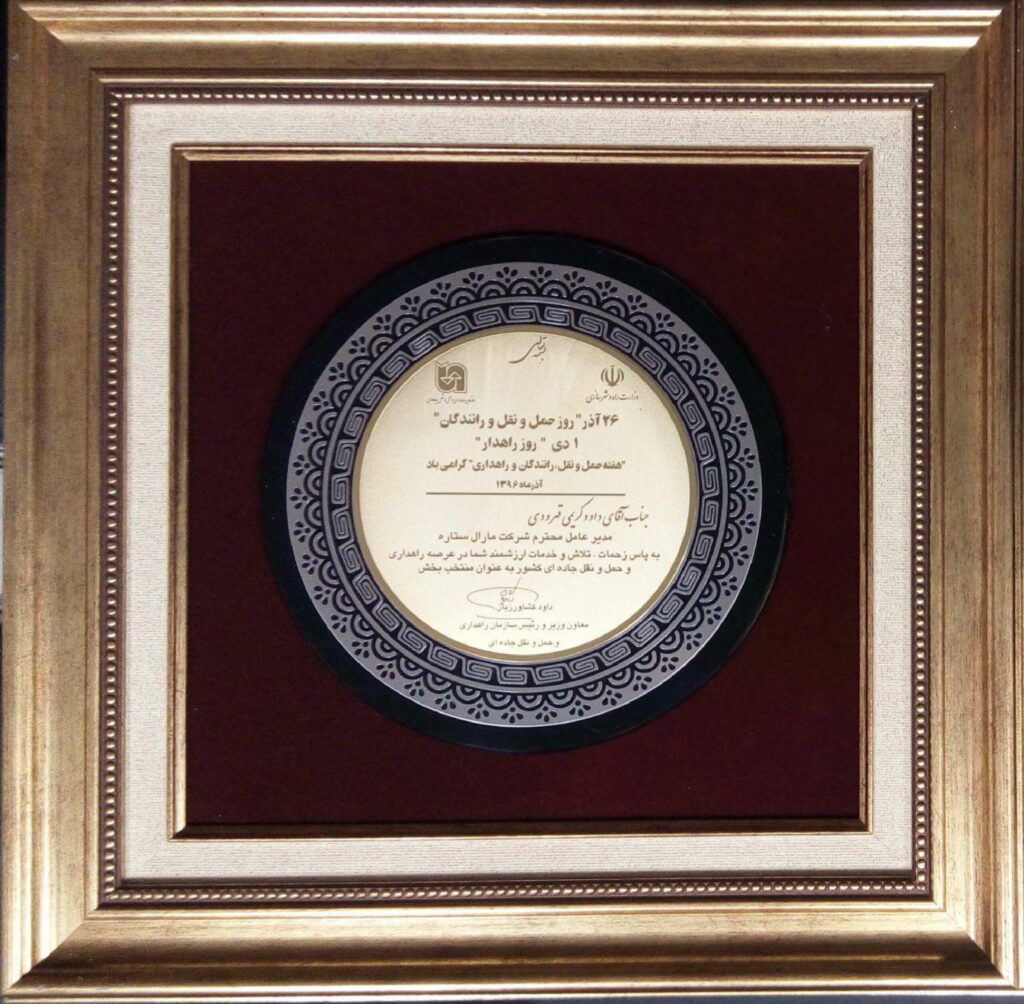 بسمه تعالی
وزارت راه و شهرسازی
۲۶ آذر" روز حمل و نقل و رانندگان"
۱ دی " روز راهدار"
"هفته حمل و نقل، رانندگان و راهداری" گرامی باد
آذرماه ۱۳۹۶
جناب آقای داود کریمی قهرودی
مدیر عامل محترم شرکت مارال ستاره
به پاس زحمات ، تلاش و خدمات ارزشمند شما در عرصه راهداری
و حمل و نقل جاده ای کشور به عنوان منتخب بخش
داود کشاورزیان
معاون وزیر و رئیس سازمان راهداری
و حمل و نقل جاده ای